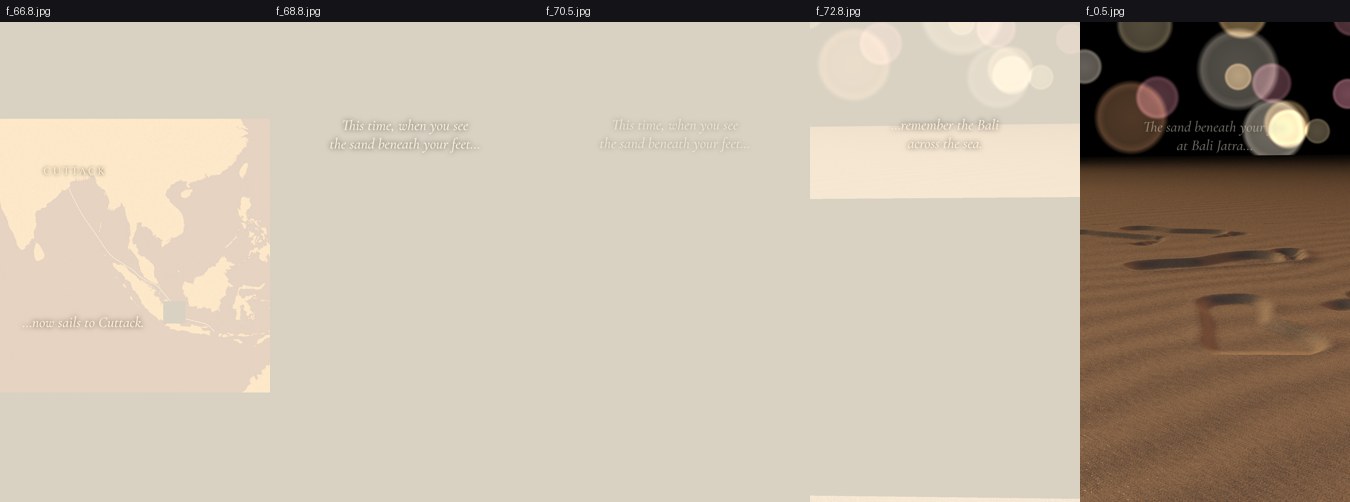 f_66.8.jpg
f_68.8.jpg
f_70.5.jpg
f_72.8.jpg
f_0.5.jpg
CUTTACK
...now sails to Cuttack.
This time, when you see
the sand beneath your feet...
This time, when you see
the sand beneath your feet...
...remember the Bali
across the sea.
The sand beneath your
at Bali Jatra...